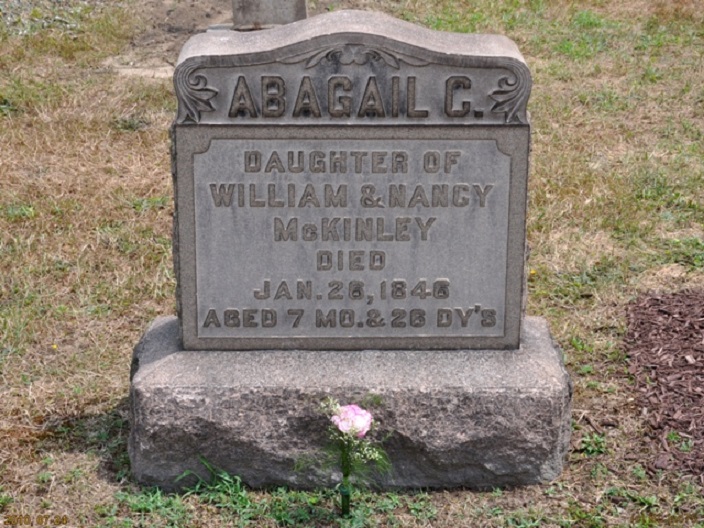 ABAGAIL C.
DAUGHTER OF
WILLIAM & NANCY
McKINLEY
DIED
JAN. 26, 1846
AGED 7 MO. & 26 DY'S